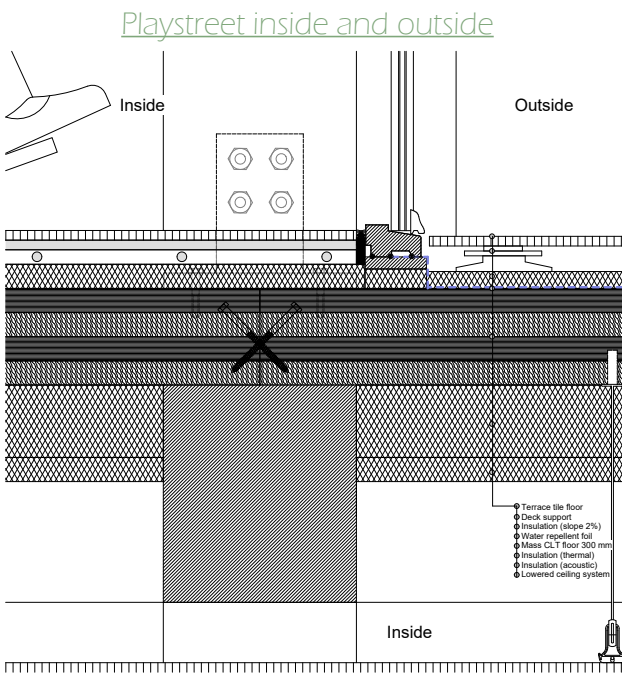 Playstreet inside and outside
Inside
Outside
Terrace tile floor
Deck support
Insulation (slope 2%)
Water repellent foil
Mass CLT floor 300 mm
Insulation (thermal)
Insulation (acoustic)
Lowered ceiling system
Inside